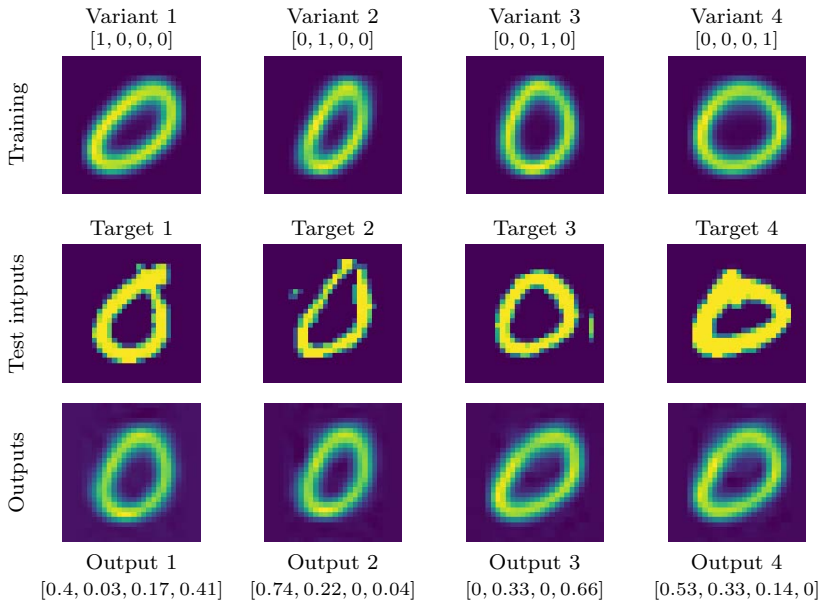 Variant 1 Variant 2 Variant 3 Variant 4
[1, 0, 0, 0] [0, 1, 0, 0] [0, 0, 1, 0] [0, 0, 0, 1]
Training
Target 1 Target 2 Target 3 Target 4
Test intputs
Outputs
Output 1 Output 2 Output 3 Output 4
[0.4, 0.03, 0.17, 0.41] [0.74, 0.22, 0, 0.04] [0, 0.33, 0, 0.66] [0.53, 0.33, 0.14, 0]